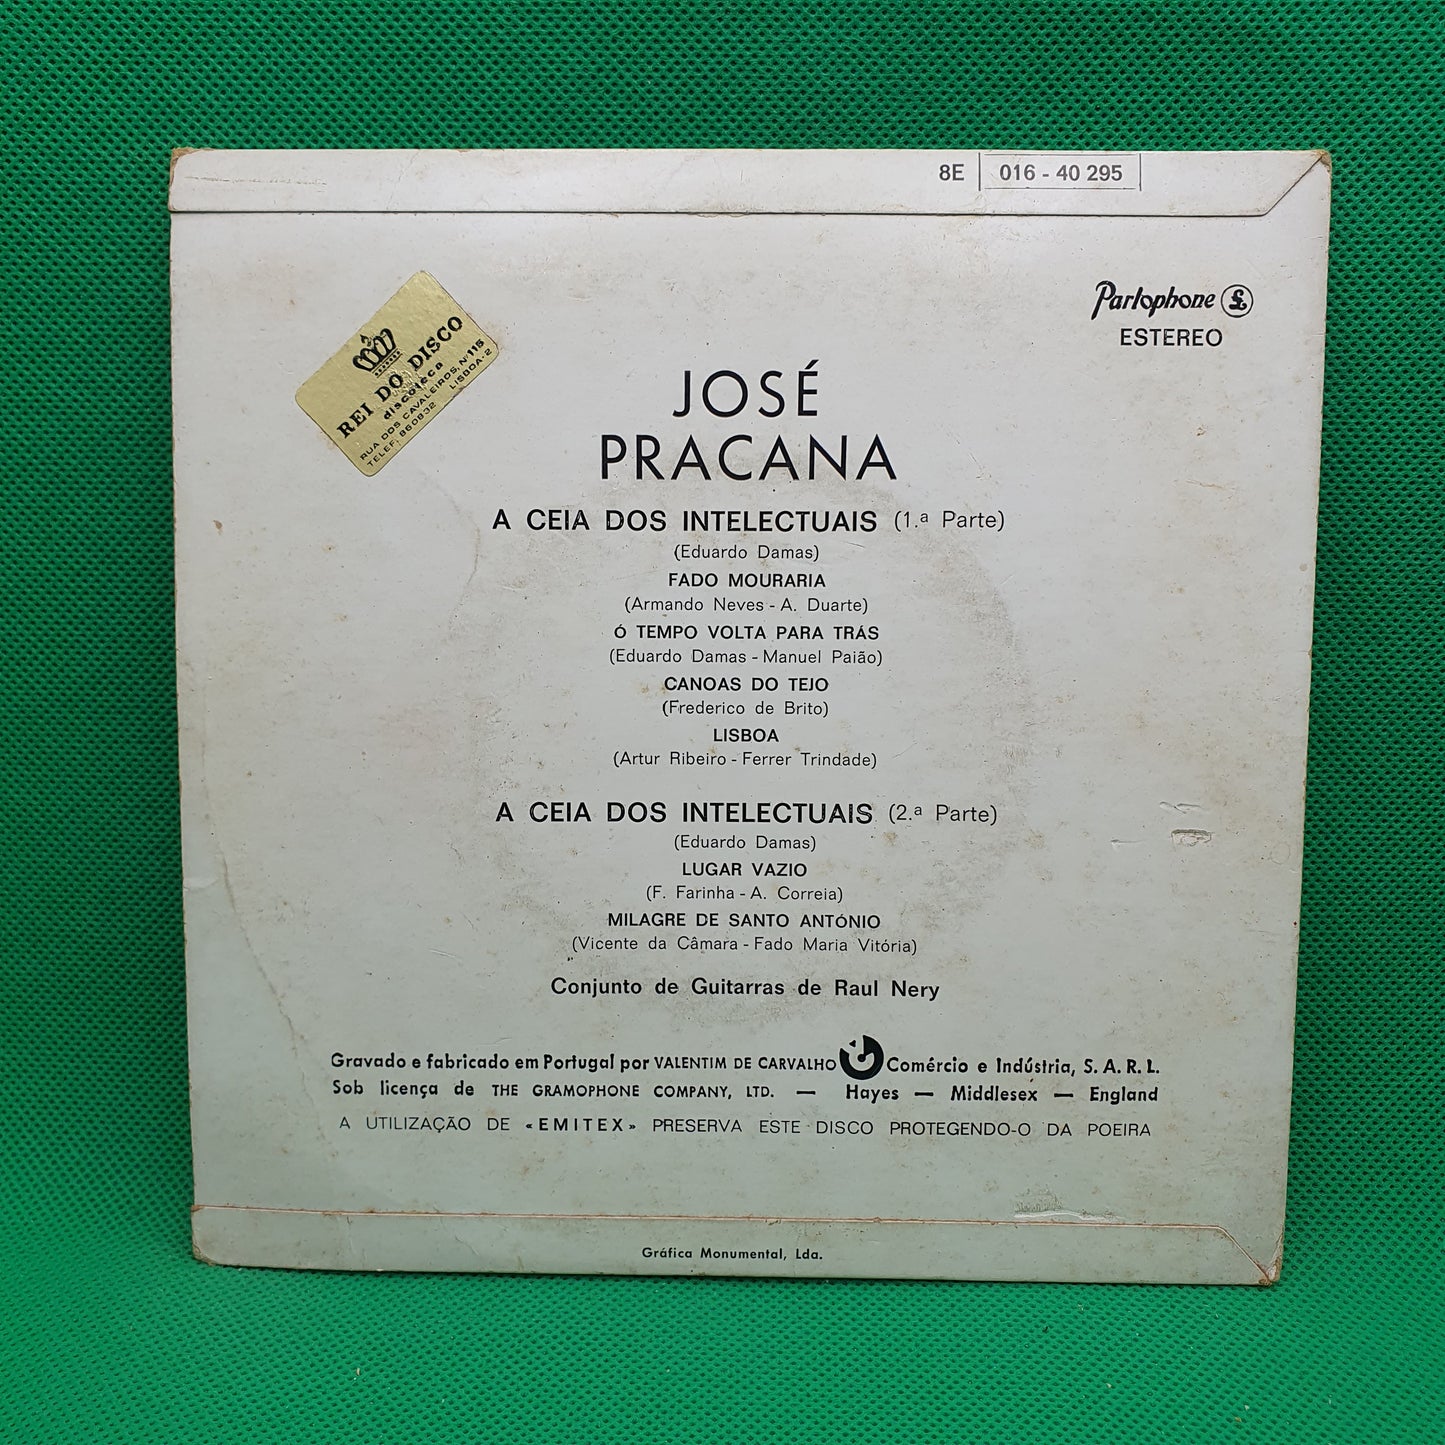 8E 016 - 40 295
Parlophone £
ESTEREO
REI DO DISCO
discoteca
RUA DOS CAVALEIROS, Nº 115
TELEF. 860832 LISBOA-2
JOSÉ
PRACANA
A CEIA DOS INTELECTUAIS (1.ª Parte)
(Eduardo Damas)
FADO MOURARIA
(Armando Neves - A. Duarte)
Ó TEMPO VOLTA PARA TRÁS
(Eduardo Damas - Manuel Paião)
CANOAS DO TEJO
(Frederico de Brito)
LISBOA
(Artur Ribeiro - Ferrer Trindade)
A CEIA DOS INTELECTUAIS (2.ª Parte)
(Eduardo Damas)
LUGAR VAZIO
(F. Farinha - A. Correia)
MILAGRE DE SANTO ANTÓNIO
(Vicente da Câmara - Fado Maria Vitória)
Conjunto de Guitarras de Raul Nery
Gravado e fabricado em Portugal por VALENTIM DE CARVALHO Comércio e Indústria, S. A. R. L.
Sob licença de THE GRAMOPHONE COMPANY, LTD. — Hayes — Middlesex — England
A UTILIZAÇÃO DE «EMITEX» PRESERVA ESTE DISCO PROTEGENDO-O DA POEIRA
Gráfica Monumental, Lda.